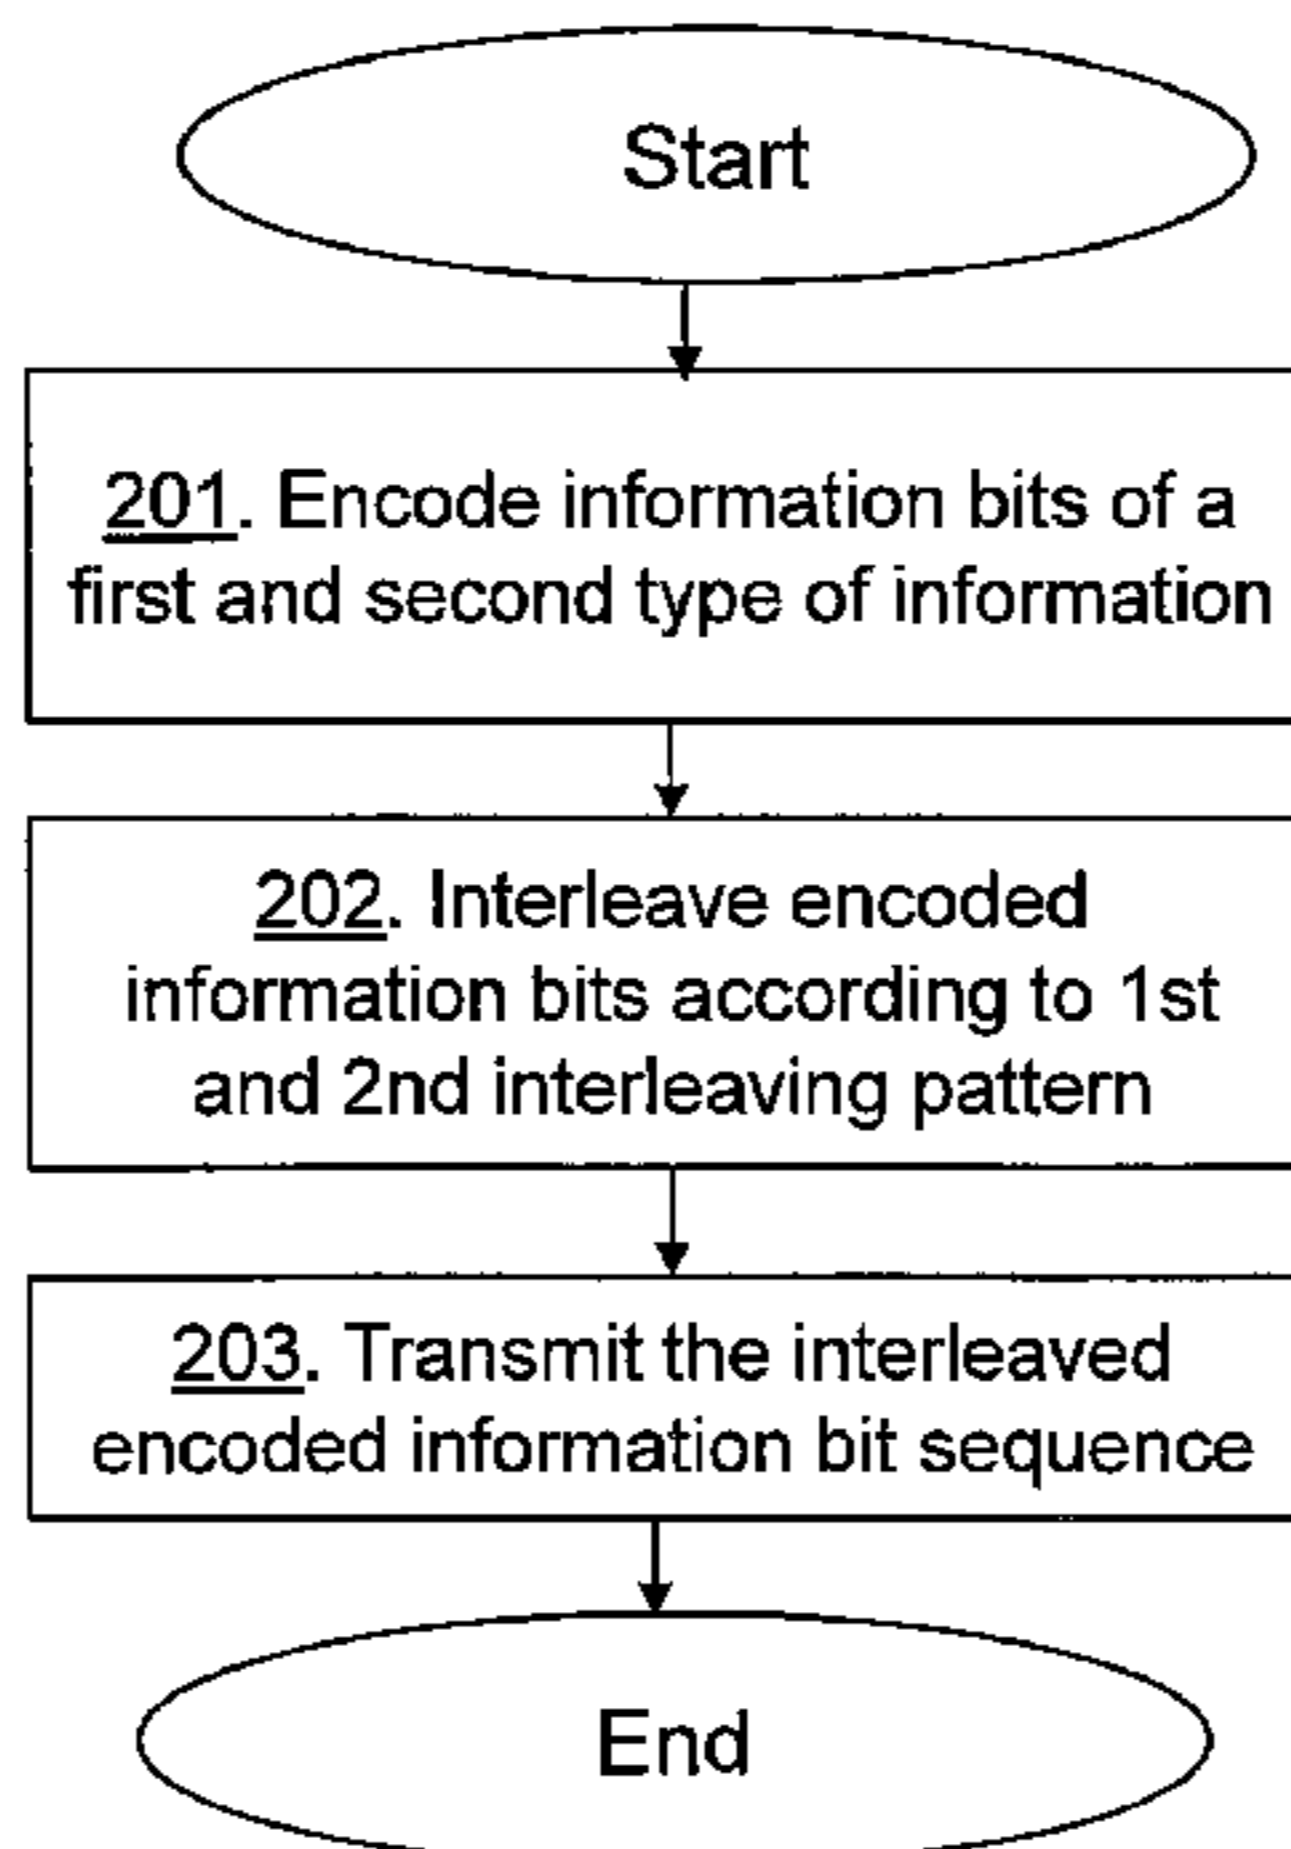 Start
201. Encode information bits of a
first and second type of information
202. Interleave encoded
information bits according to 1st
and 2nd interleaving pattern
203. Transmit the interleaved
encoded information bit sequence
End